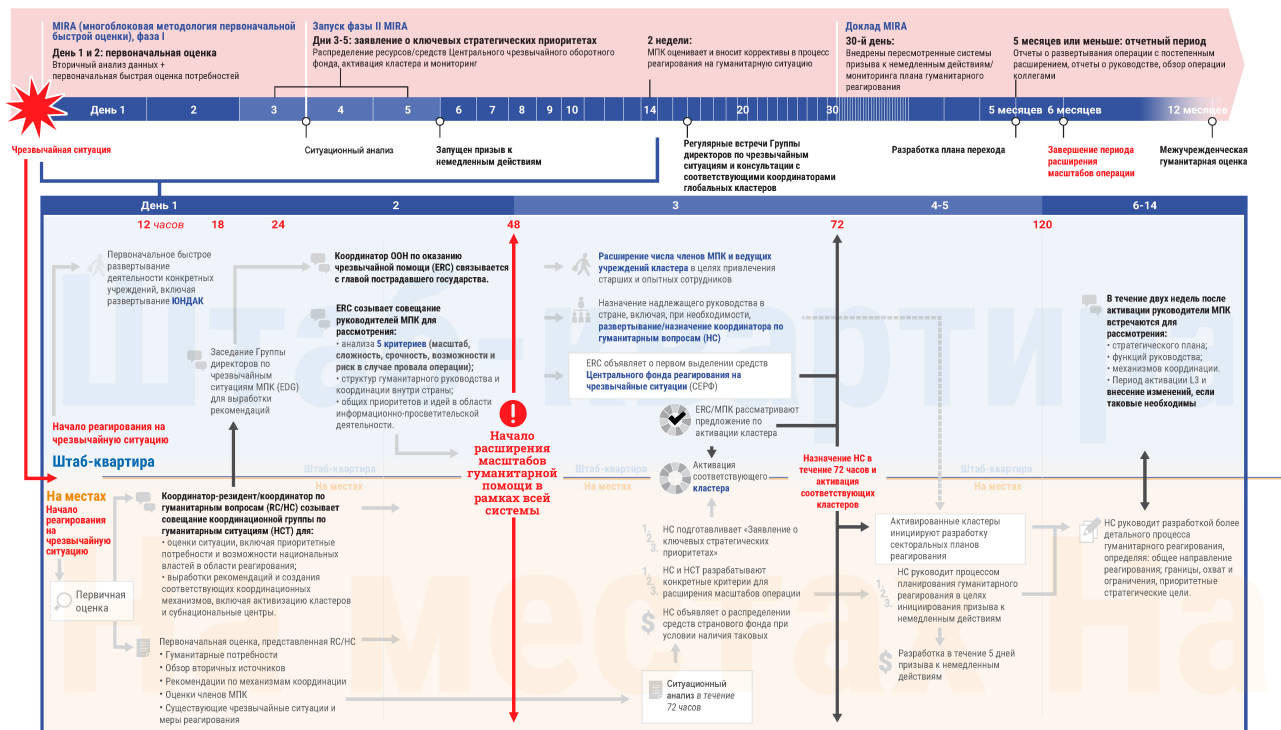 MIRA (многоблоковая методология первоначальной
быстрой оценки), фаза I
День 1 и 2: первоначальная оценка
Вторичный анализ данных +
первоначальная быстрая оценка потребностей
Запуск фазы II MIRA
Дни 3-5: заявление о ключевых стратегических приоритетах
Распределение ресурсов/средств Центрального чрезвычайного оборотного
фонда, активация кластера и мониторинг
2 недели:
МПК оценивает и вносит коррективы в процесс
реагирования на гуманитарную ситуацию
Доклад MIRA
30-й день:
Внедрены пересмотренные системы
призыва к немедленным действиям/
мониторинга плана гуманитарного
реагирования
5 месяцев или меньше: отчетный период
Отчеты о развертывания операции с постепенным
расширением, отчеты о руководстве, обзор операции
коллегами
День 1
2
3
4
5
6
7
8
9
10
14
20
30
5 месяцев
6 месяцев
12 месяцев
Чрезвычайная ситуация
Ситуационный анализ
Запущен призыв к
немедленным действиям
Регулярные встречи Группы
директоров по чрезвычайным
ситуациям и консультации с
соответствующими координаторами
глобальных кластеров
Разработка плана перехода
Завершение периода
расширения
масштабов операции
Межучрежденческая
гуманитарная оценка
День 1
2
3
4-5
6-14
12 часов
18
24
48
72
120
Штаб-квартира
На местах На
Первоначальное быстрое
развертывание
деятельности конкретных
учреждений, включая
развертывание ЮНДАК
Заседание Группы
директоров по
чрезвычайным
ситуациям МПК (EDG)
для выработки
рекомендаций
Начало реагирования на
чрезвычайную ситуацию
Штаб-квартира
Координатор ООН по оказанию
чрезвычайной помощи (ERC) связывается
с главой пострадавшего государства.
ERC созывает совещание
руководителей МПК для
рассмотрения:
• анализа 5 критериев (масштаб,
сложность, срочность, возможности и
риск в случае провала операции);
• структур гуманитарного руководства и
координации внутри страны;
• общих приоритетов и идей в области
информационно-просветительской
деятельности.
Начало
расширения
масштабов
гуманитарной
помощи в
рамках всей
системы
Расширение числа членов МПК и ведущих
учреждений кластера в целях привлечения
старших и опытных сотрудников
Назначение надлежащего руководства в
стране, включая, при необходимости,
развертывание/назначение координатора по
гуманитарным вопросам (НС)
ERC объявляет о первом выделении средств
Центрального фонда реагирования на
чрезвычайные ситуации (СЕРФ)
ERC/МПК рассматривают
предложение по
активации кластера
Активация
соответствующего
кластера
Назначение НС в
течение 72 часов и
активация
соответствующих
кластеров
В течение двух недель после
активации руководители МПК
встречаются для
рассмотрения:
• стратегического плана;
• функций руководства;
• механизмов координации.
• Период активации L3 и
внесение изменений, если
таковые необходимы
Штаб-квартира
На местах
Штаб-квартира
На местах
Штаб-квартира
На местах
На местах
Начало
реагирования
на
чрезвычайную
ситуацию
Первичная
оценка
Координатор-резидент/координатор по
гуманитарным вопросам (RC/HC) созывает
совещание координационной группы по
гуманитарным ситуациям (НСТ) для:
• оценки ситуации, включая приоритетные
потребности и возможности национальных
властей в области реагирования;
• выработки рекомендаций и создания
соответствующих координационных
механизмов, включая активизацию кластеров
и субнациональные центры.
Первоначальная оценка, представленная RC/HC
• Гуманитарные потребности
• Обзор вторичных источников
• Рекомендации по механизмам координации
• Оценки членов МПК
• Существующие чрезвычайные ситуации и
меры реагирования
1.
2.
3.
НС подготавливает «Заявление о
ключевых стратегических
приоритетах»
1.
2.
3.
НС и НСТ разрабатывают
конкретные критерии для
расширения масштабов операции
$
НС объявляет о распределении
средств странового фонда при
условии наличия таковых
Ситуационный
анализ в течение
72 часов
Активированные кластеры
инициируют разработку
секторальных планов
реагирования
1.
2.
3.
НС руководит процессом
планирования гуманитарного
реагирования в целях
инициирования призыва к
немедленным действиям
$
Разработка в течение 5 дней
призыва к немедленным
действиям
НС руководит разработкой более
детального процесса
гуманитарного реагирования,
определяя: общее направление
реагирования; границы, охват и
ограничения, приоритетные
стратегические цели.